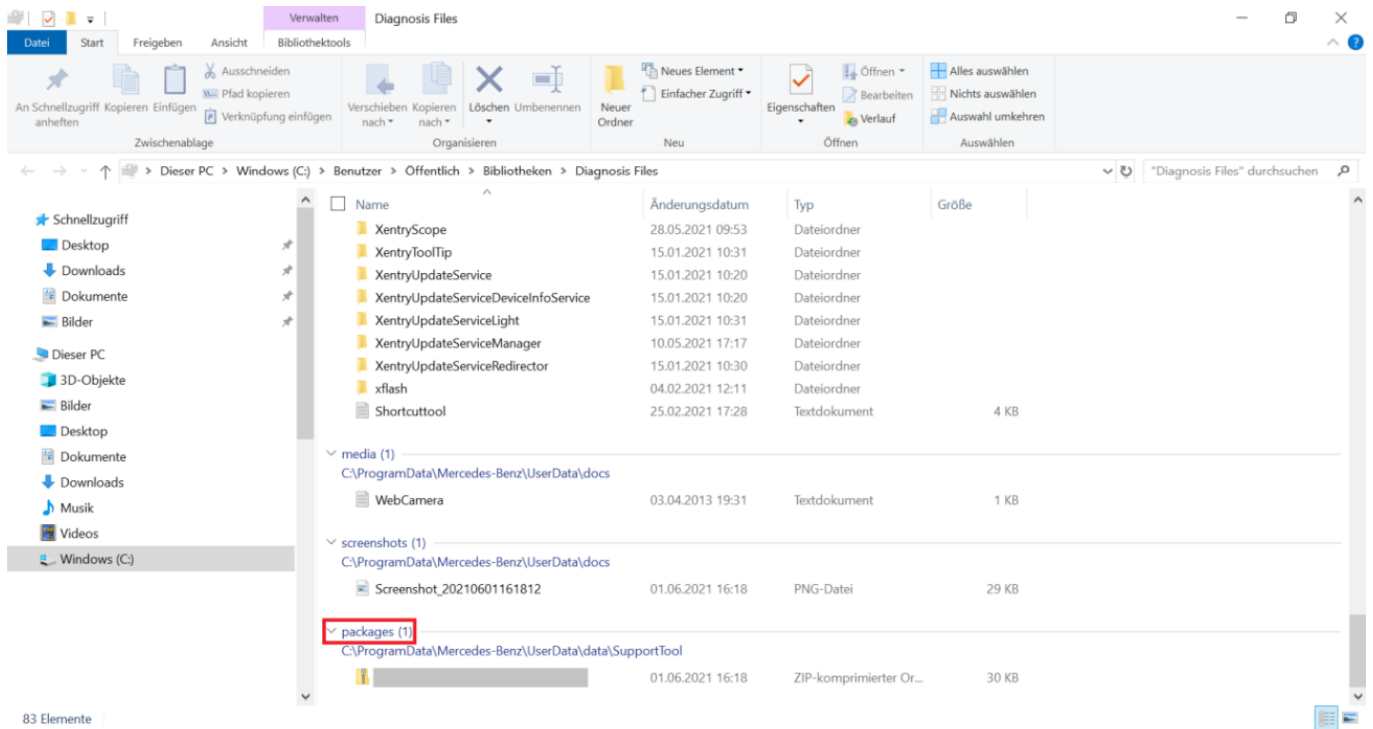 Verwalten Diagnosis Files
Datei Start Freigeben Ansicht Bibliothektools
An Schnellzugriff anheften
Kopieren
Einfügen
Ausschneiden
Pfad kopieren
Verknüpfung einfügen
Zwischenablage
Verschieben nach
Kopieren nach
Löschen
Umbenennen
Organisieren
Neuer Ordner
Neues Element
Einfacher Zugriff
Neu
Eigenschaften
Öffnen
Bearbeiten
Verlauf
Öffnen
Alles auswählen
Nichts auswählen
Auswahl umkehren
Auswählen
Dieser PC > Windows (C:) > Benutzer > Öffentlich > Bibliotheken > Diagnosis Files
"Diagnosis Files" durchsuchen
Schnellzugriff
Desktop
Downloads
Dokumente
Bilder
Dieser PC
3D-Objekte
Bilder
Desktop
Dokumente
Downloads
Musik
Videos
Windows (C:)
Name Änderungsdatum Typ Größe
XentryScope 28.05.2021 09:53 Dateiordner
XentryToolTip 15.01.2021 10:31 Dateiordner
XentryUpdateService 15.01.2021 10:20 Dateiordner
XentryUpdateServiceDeviceInfoService 15.01.2021 10:20 Dateiordner
XentryUpdateServiceLight 15.01.2021 10:31 Dateiordner
XentryUpdateServiceManager 10.05.2021 17:17 Dateiordner
XentryUpdateServiceRedirector 15.01.2021 10:30 Dateiordner
xflash 04.02.2021 12:11 Dateiordner
Shortcuttool 25.02.2021 17:28 Textdokument 4 KB
media (1)
C:\ProgramData\Mercedes-Benz\UserData\docs
WebCamera 03.04.2013 19:31 Textdokument 1 KB
screenshots (1)
C:\ProgramData\Mercedes-Benz\UserData\docs
Screenshot_20210601161812 01.06.2021 16:18 PNG-Datei 29 KB
packages (1)
C:\ProgramData\Mercedes-Benz\UserData\data\SupportTool
01.06.2021 16:18 ZIP-komprimierter Or... 30 KB
83 Elemente